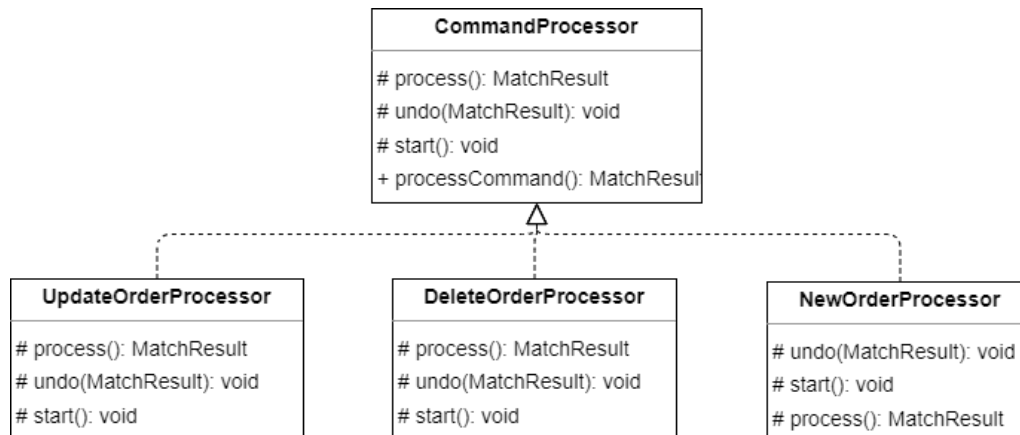 CommandProcessor
# process(): MatchResult
# undo(MatchResult): void
# start(): void
+ processCommand(): MatchResult
UpdateOrderProcessor
# process(): MatchResult
# undo(MatchResult): void
# start(): void
DeleteOrderProcessor
# process(): MatchResult
# undo(MatchResult): void
# start(): void
NewOrderProcessor
# undo(MatchResult): void
# start(): void
# process(): MatchResult